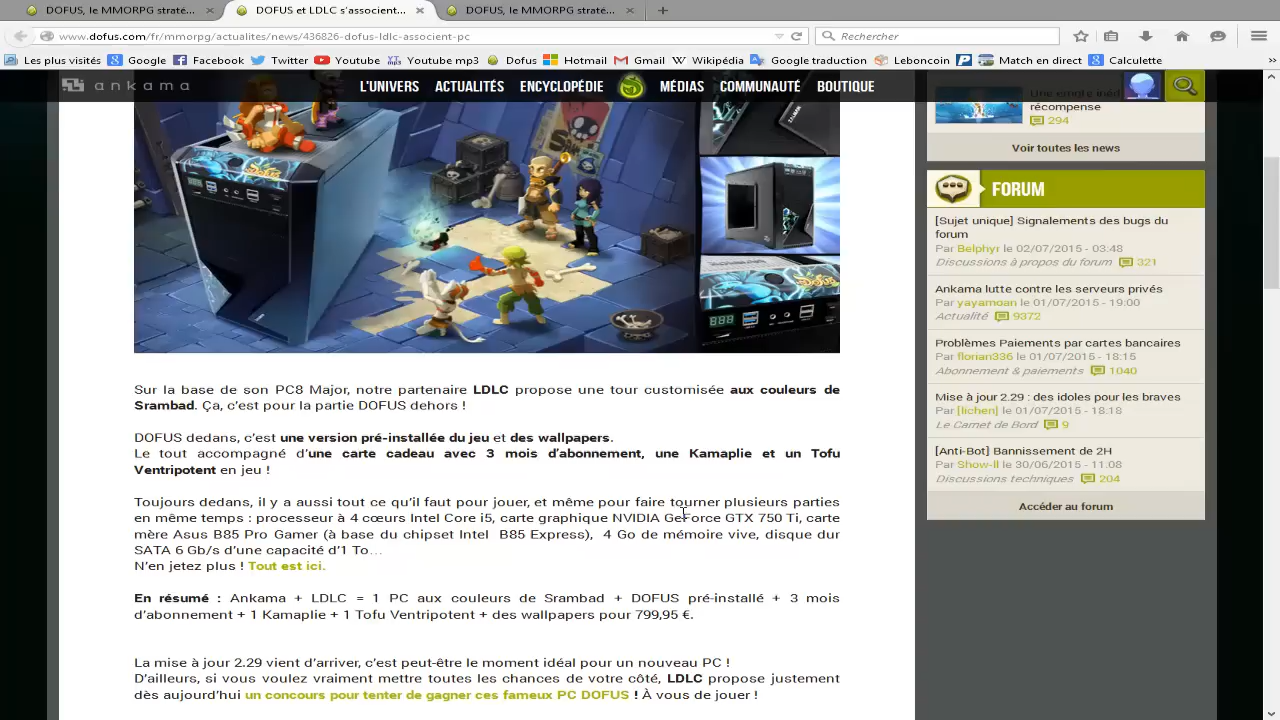 DOFUS, le MMORPG straté...
DOFUS et LDLC s'associent...
DOFUS, le MMORPG straté...
www.dofus.com/fr/mmorpg/actualites/news/436826-dofus-ldlc-associent-pc
Rechercher
Les plus visités
Google
Facebook
Twitter
Youtube
Youtube mp3
Dofus
Hotmail
Gmail
Wikipédia
Google traduction
Leboncoin
Match en direct
Calculette
ankama
L'UNIVERS
ACTUALITÉS
ENCYCLOPÉDIE
MÉDIAS
COMMUNAUTÉ
BOUTIQUE
Sur la base de son PC8 Major, notre partenaire LDLC propose une tour customisée aux couleurs de
Srambad. Ça, c'est pour la partie DOFUS dehors !
DOFUS dedans, c'est une version pré-installée du jeu et des wallpapers.
Le tout accompagné d'une carte cadeau avec 3 mois d'abonnement, une Kamaplie et un Tofu
Ventripotent en jeu !
Toujours dedans, il y a aussi tout ce qu'il faut pour jouer, et même pour faire tourner plusieurs parties
en même temps : processeur à 4 cœurs Intel Core i5, carte graphique NVIDIA GeForce GTX 750 Ti, carte
mère Asus B85 Pro Gamer (à base du chipset Intel B85 Express), 4 Go de mémoire vive, disque dur
SATA 6 Gb/s d'une capacité d'1 To...
N'en jetez plus ! Tout est ici.
En résumé : Ankama + LDLC = 1 PC aux couleurs de Srambad + DOFUS pré-installé + 3 mois
d'abonnement + 1 Kamaplie + 1 Tofu Ventripotent + des wallpapers pour 799,95 €.
La mise à jour 2.29 vient d'arriver, c'est peut-être le moment idéal pour un nouveau PC !
D'ailleurs, si vous voulez vraiment mettre toutes les chances de votre côté, LDLC propose justement
dès aujourd'hui un concours pour tenter de gagner ces fameux PC DOFUS ! À vous de jouer !
Une emote inéd
récompense
294
Voir toutes les news
FORUM
[Sujet unique] Signalements des bugs du
forum
Par Belphyr le 02/07/2015 - 03:48
Discussions à propos du forum 321
Ankama lutte contre les serveurs privés
Par yayamoan le 01/07/2015 - 19:00
Actualité 9372
Problèmes Paiements par cartes bancaires
Par florian336 le 01/07/2015 - 18:15
Abonnement & paiements 1040
Mise à jour 2.29 : des idoles pour les braves
Par [lichen] le 01/07/2015 - 18:18
Le Carnet de Bord 9
[Anti-Bot] Bannissement de 2H
Par Show-ll le 30/06/2015 - 11:08
Discussions techniques 204
Accéder au forum